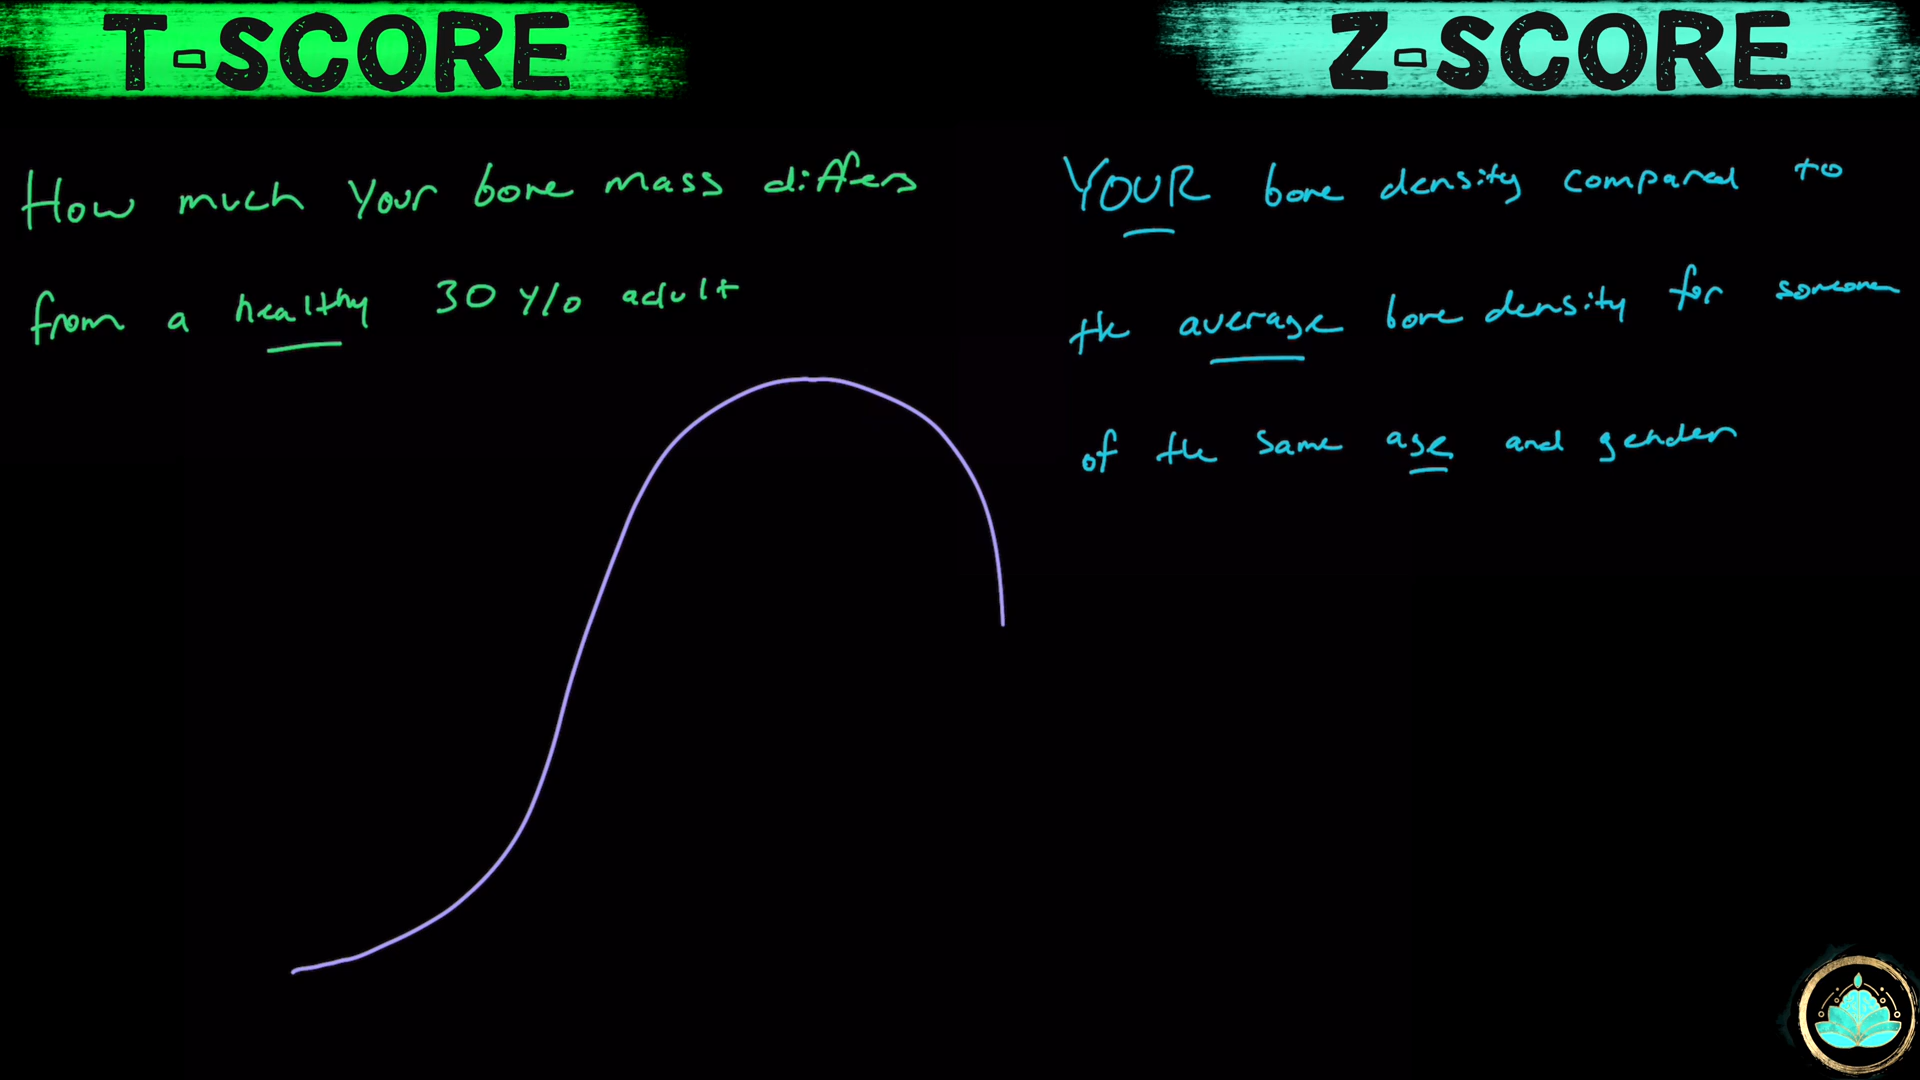 T-SCORE
How much Your bone mass differs
from a healthy 30 y/o adult
Z-SCORE
YOUR bone density compared to
the average bone density for someone
of the same age and gender